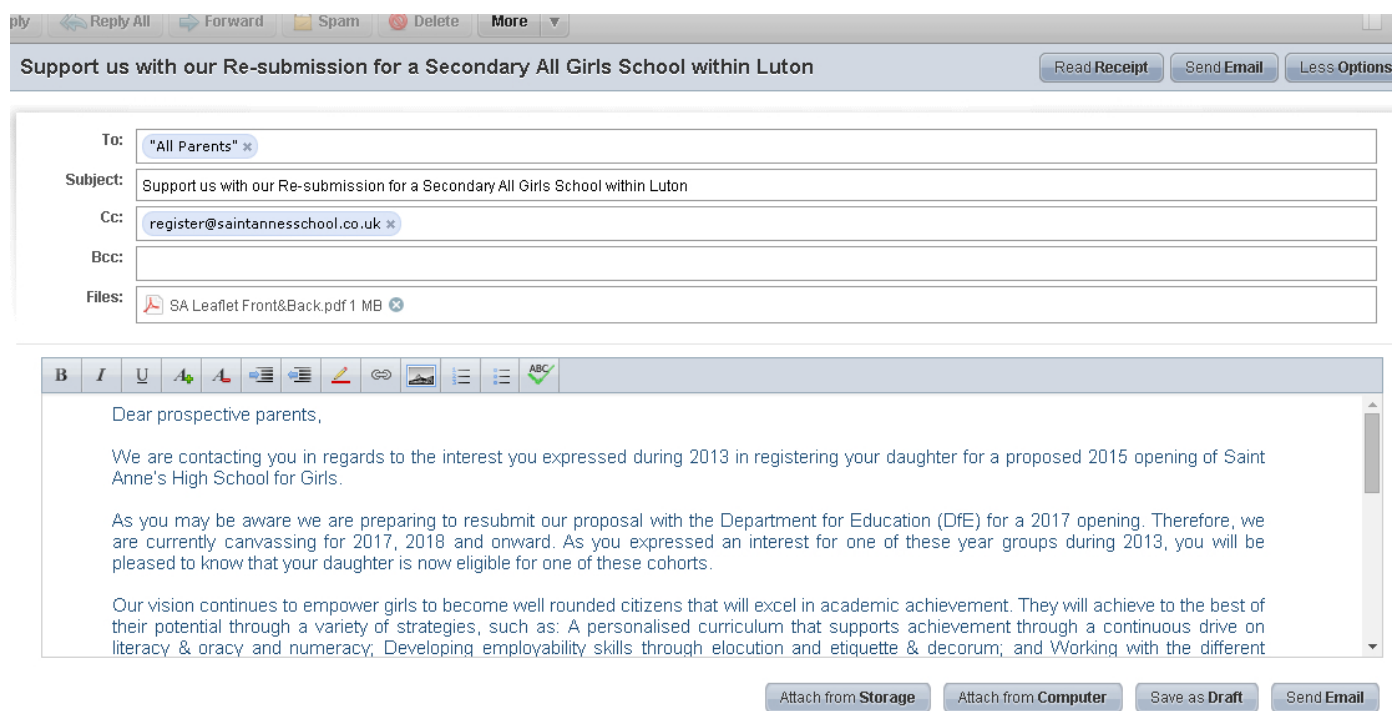 ply Reply All Forward Spam Delete More
Support us with our Re-submission for a Secondary All Girls School within Luton Read Receipt Send Email Less Options
To: "All Parents" ×
Subject: Support us with our Re-submission for a Secondary All Girls School within Luton
Cc: register@saintannesschool.co.uk ×
Bcc:
Files: SA Leaflet Front&Back.pdf 1 MB
B I U A A ABC
Dear prospective parents,
We are contacting you in regards to the interest you expressed during 2013 in registering your daughter for a proposed 2015 opening of Saint
Anne's High School for Girls.
As you may be aware we are preparing to resubmit our proposal with the Department for Education (DfE) for a 2017 opening. Therefore, we
are currently canvassing for 2017, 2018 and onward. As you expressed an interest for one of these year groups during 2013, you will be
pleased to know that your daughter is now eligible for one of these cohorts.
Our vision continues to empower girls to become well rounded citizens that will excel in academic achievement. They will achieve to the best of
their potential through a variety of strategies, such as: A personalised curriculum that supports achievement through a continuous drive on
literacy & oracy and numeracy; Developing employability skills through elocution and etiquette & decorum; and Working with the different
Attach from Storage Attach from Computer Save as Draft Send Email